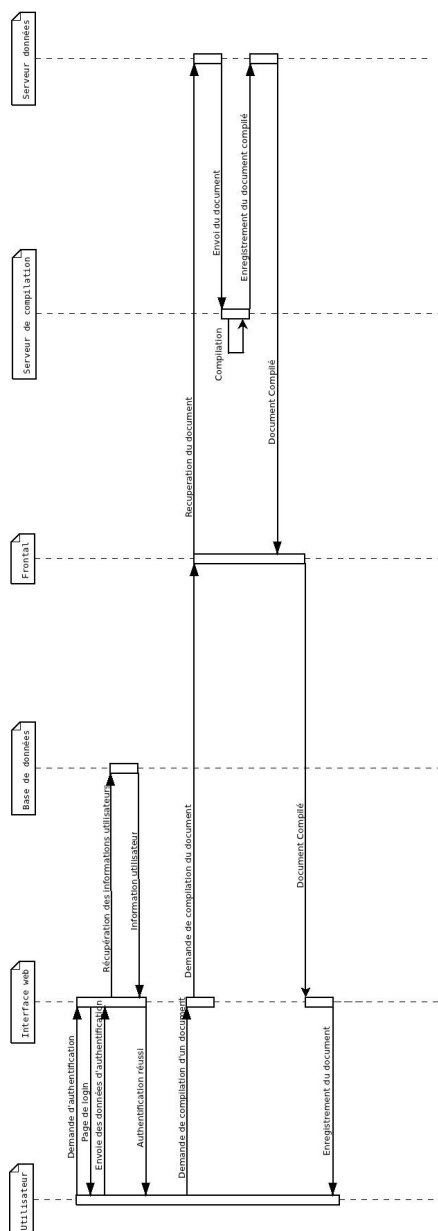 Serveur données
Serveur de compilation
Frontal
Base de données
Interface web
Utilisateur
Demande d'authentification
Page de login
Envoie des données d'authentification
Récupération des informations utilisateurs
Information utilisateur
Authentification réussi
Demande de compilation d'un document
Demande de compilation du document
Recuperation du document
Envoi du document
Compilation
Enregistrement du document compilé
Document Compilé
Document Compilé
Enregistrement du document